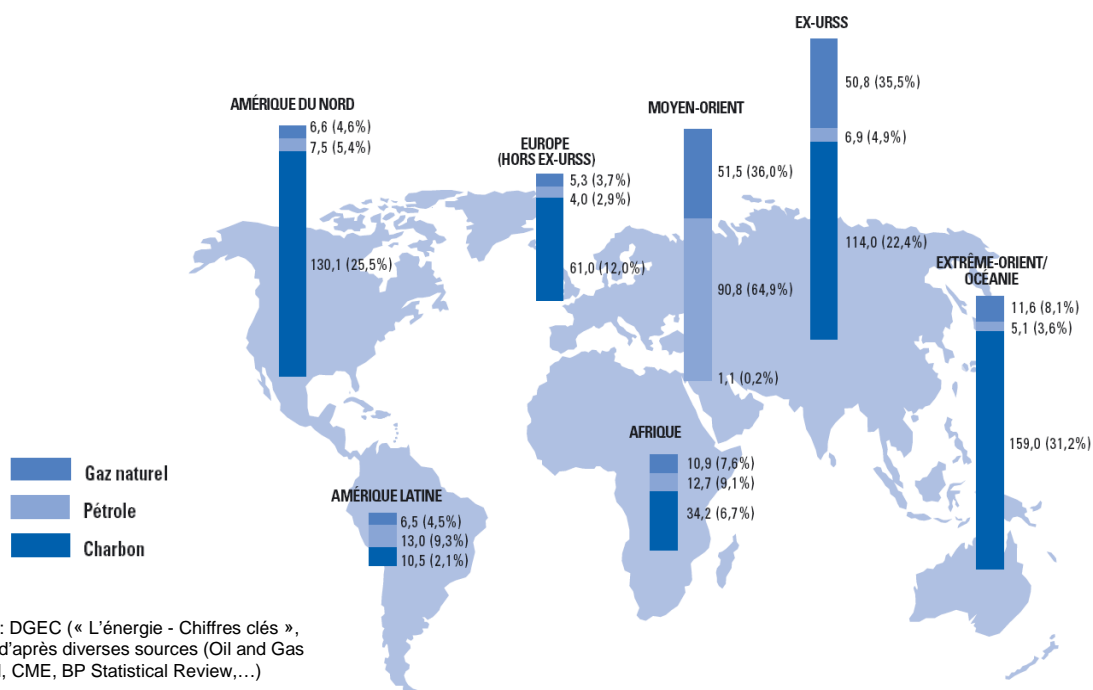 EX-URSS
50,8 (35,5%)
6,9 (4,9%)
114,0 (22,4%)
AMÉRIQUE DU NORD
6,6 (4,6%)
7,5 (5,4%)
130,1 (25,5%)
EUROPE
(HORS EX-URSS)
5,3 (3,7%)
4,0 (2,9%)
61,0 (12,0%)
MOYEN-ORIENT
51,5 (36,0%)
90,8 (64,9%)
1,1 (0,2%)
EXTRÊME-ORIENT/
OCÉANIE
11,6 (8,1%)
5,1 (3,6%)
159,0 (31,2%)
AFRIQUE
10,9 (7,6%)
12,7 (9,1%)
34,2 (6,7%)
AMÉRIQUE LATINE
6,5 (4,5%)
13,0 (9,3%)
10,5 (2,1%)
Gaz naturel
Pétrole
Charbon
: DGEC (« L'énergie - Chiffres clés »,
d'après diverses sources (Oil and Gas
, CME, BP Statistical Review,…)